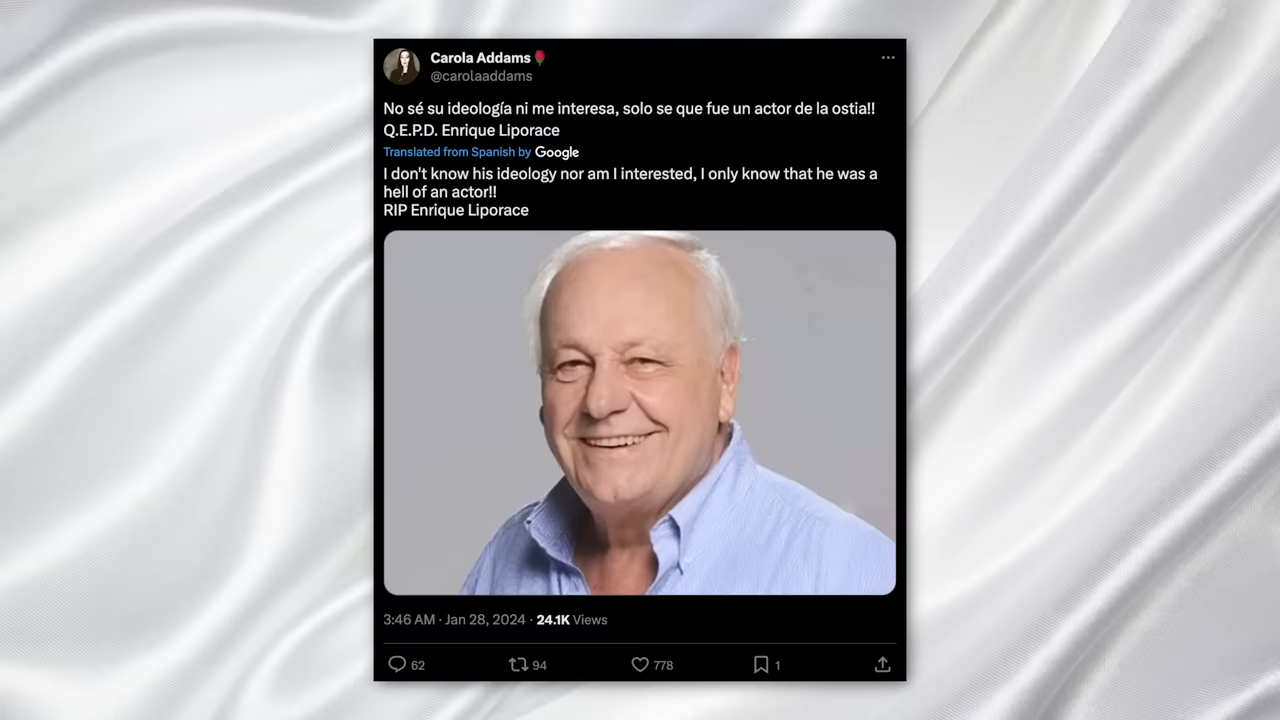 Carola Addams🌹
@carolaaddams
No sé su ideología ni me interesa, solo se que fue un actor de la ostia!!
Q.E.P.D. Enrique Liporace
Translated from Spanish by Google
I don't know his ideology nor am I interested, I only know that he was a
hell of an actor!!
RIP Enrique Liporace
3:46 AM · Jan 28, 2024 · 24.1K Views
62 94 778 1